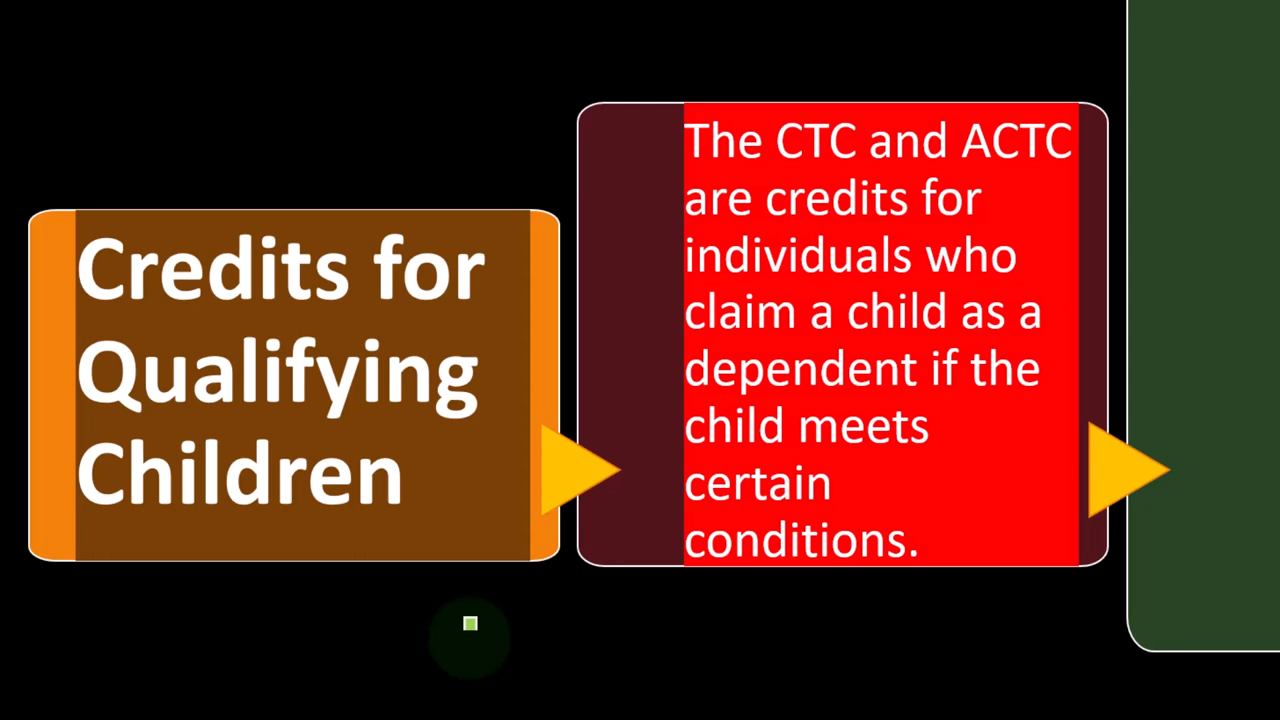 Credits for
Qualifying
Children
The CTC and ACTC
are credits for
individuals who
claim a child as a
dependent if the
child meets
certain
conditions.